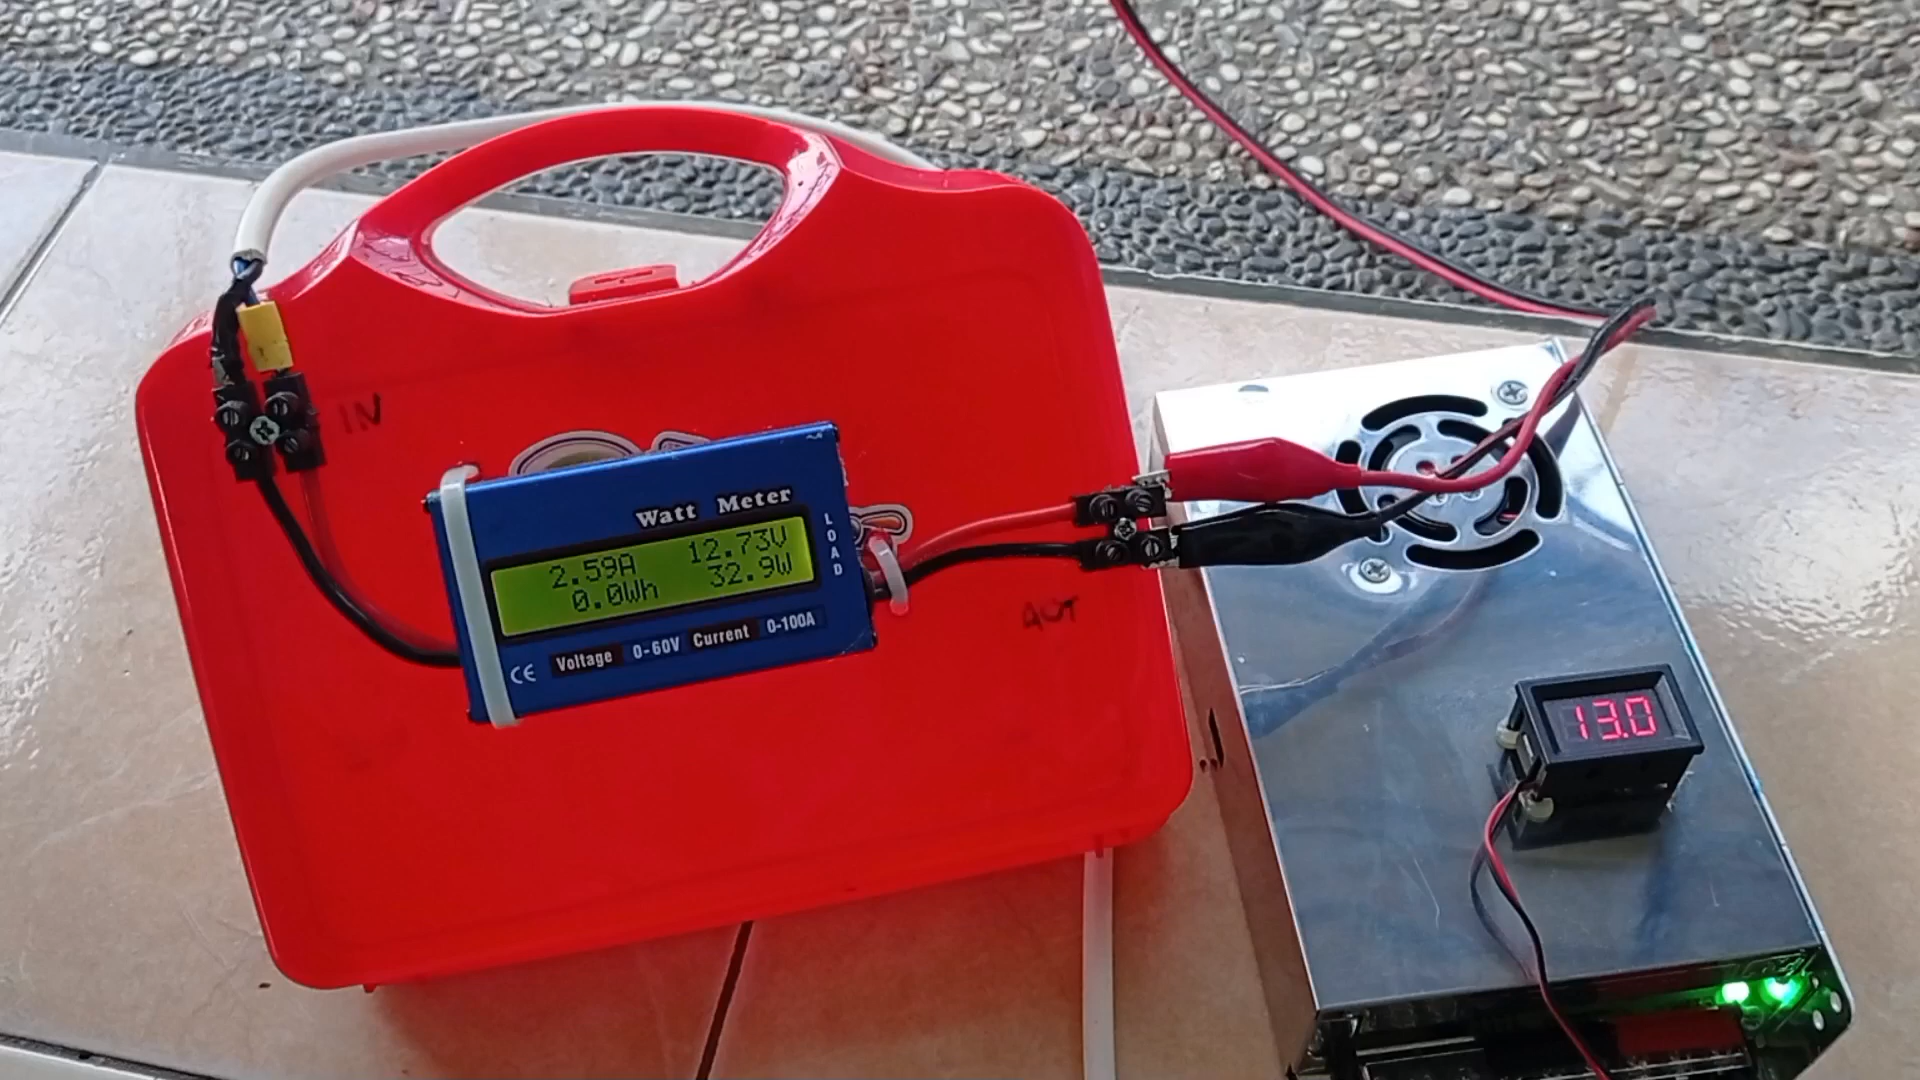 IN
Watt Meter
2.59A 12.73V
0.0Wh 32.9W
LOAD
CE Voltage 0-60V Current 0-100A
AOT
13.0